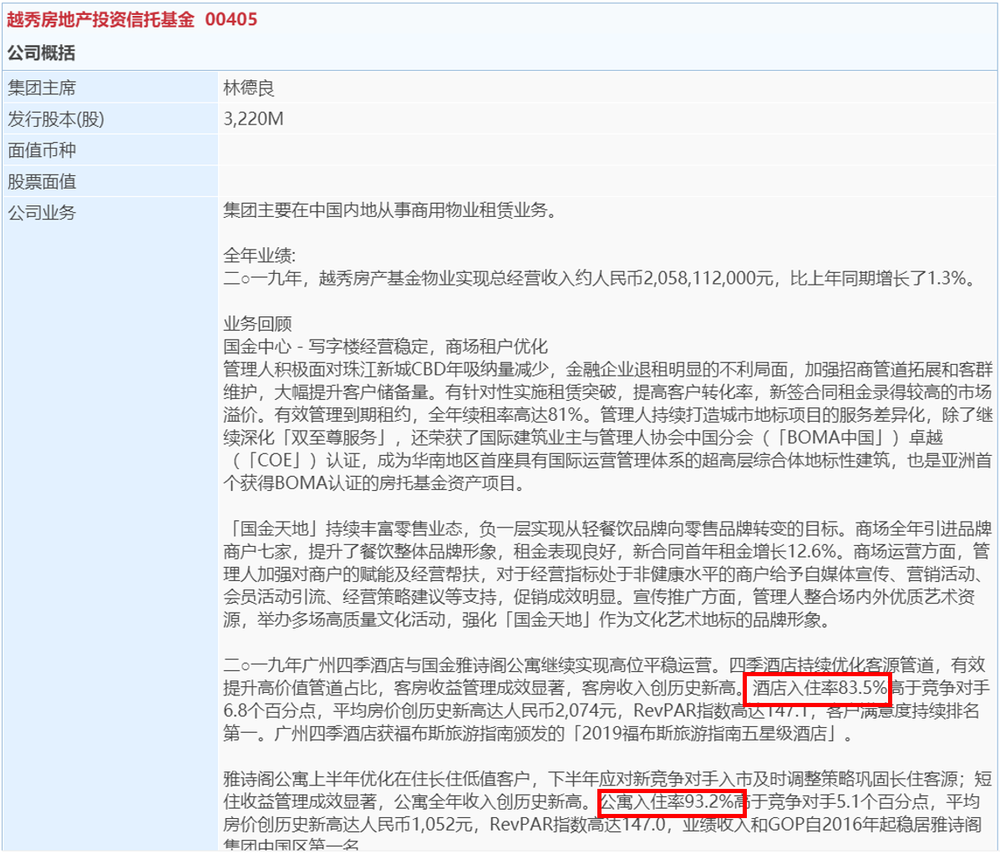 越秀房地产投资信托基金 00405
公司概括
集团主席 林德良
发行股本(股) 3,220M
面值币种
股票面值
公司业务 集团主要在中国内地从事商用物业租赁业务。
全年业绩:
二○一九年，越秀房产基金物业实现总经营收入约人民币2,058,112,000元，比上年同期增长了1.3%。
业务回顾
国金中心 - 写字楼经营稳定，商场租户优化
管理人积极面对珠江新城CBD年吸纳量减少，金融企业退租明显的不利局面，加强招商管道拓展和客群
维护，大幅提升客户储备量。有针对性实施租赁突破，提高客户转化率，新签合同租金录得较高的市场
溢价。有效管理到期租约，全年续租率高达81%。管理人持续打造城市地标项目的服务差异化，除了继
续深化「双至尊服务」，还荣获了国际建筑业主与管理人协会中国分会（「BOMA中国」）卓越
（「COE」）认证，成为华南地区首座具有国际运营管理体系的超高层综合体地标性建筑，也是亚洲首
个获得BOMA认证的房托基金资产项目。
「国金天地」持续丰富零售业态，负一层实现从轻餐饮品牌向零售品牌转变的目标。商场全年引进品牌
商户七家，提升了餐饮整体品牌形象，租金表现良好，新合同首年租金增长12.6%。商场运营方面，管
理人加强对商户的赋能及经营帮扶，对于经营指标处于非健康水平的商户给予自媒体宣传、营销活动、
会员活动引流、经营策略建议等支持，促销成效明显。宣传推广方面，管理人整合场内外优质艺术资
源，举办多场高质量文化活动，强化「国金天地」作为文化艺术地标的品牌形象。
二○一九年广州四季酒店与国金雅诗阁公寓继续实现高位平稳运营。四季酒店持续优化客源管道，有效
提升高价值管道占比，客房收益管理成效显著，客房收入创历史新高。酒店入住率83.5%高于竞争对手
6.8个百分点，平均房价创历史新高达人民币2,074元，RevPAR指数高达147.1，客户满意度持续排名
第一。广州四季酒店获福布斯旅游指南颁发的「2019福布斯旅游指南五星级酒店」。
雅诗阁公寓上半年优化在住长住低值客户，下半年应对新竞争对手入市及时调整策略巩固长住客源；短
住收益管理成效显著，公寓全年收入创历史新高。公寓入住率93.2%高于竞争对手5.1个百分点，平均
房价创历史新高达人民币1,052元，RevPAR指数高达147.0，业绩收入和GOP自2016年起稳居雅诗阁
集团中国区第一名